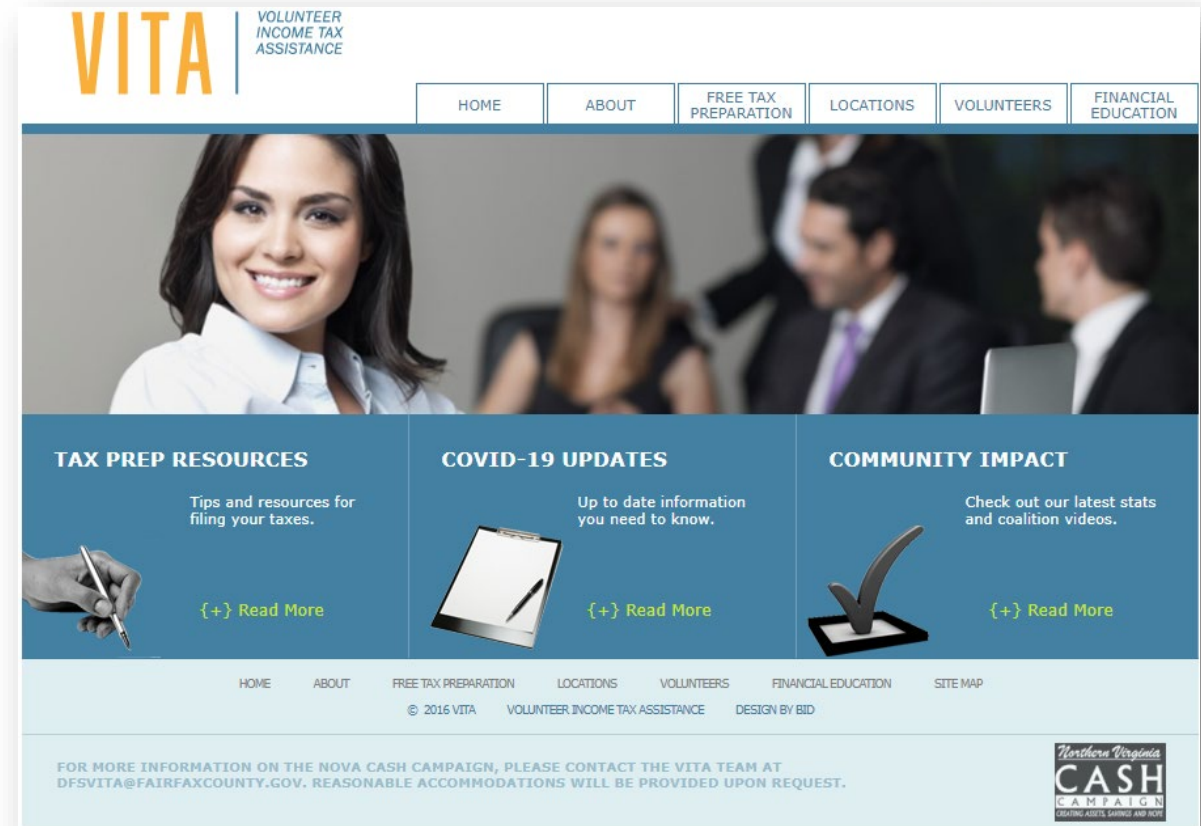 VITA
VOLUNTEER
INCOME TAX
ASSISTANCE
HOME
ABOUT
FREE TAX
PREPARATION
LOCATIONS
VOLUNTEERS
FINANCIAL
EDUCATION
TAX PREP RESOURCES
Tips and resources for
filing your taxes.
{+} Read More
COVID-19 UPDATES
Up to date information
you need to know.
{+} Read More
COMMUNITY IMPACT
Check out our latest stats
and coalition videos.
{+} Read More
HOME ABOUT FREE TAX PREPARATION LOCATIONS VOLUNTEERS FINANCIAL EDUCATION SITE MAP
© 2016 VITA VOLUNTEER INCOME TAX ASSISTANCE DESIGN BY BID
FOR MORE INFORMATION ON THE NOVA CASH CAMPAIGN, PLEASE CONTACT THE VITA TEAM AT
DFSVITA@FAIRFAXCOUNTY.GOV. REASONABLE ACCOMMODATIONS WILL BE PROVIDED UPON REQUEST.
Northern Virginia
CASH
CAMPAIGN
CREATING ASSETS, SAVINGS AND HOPE